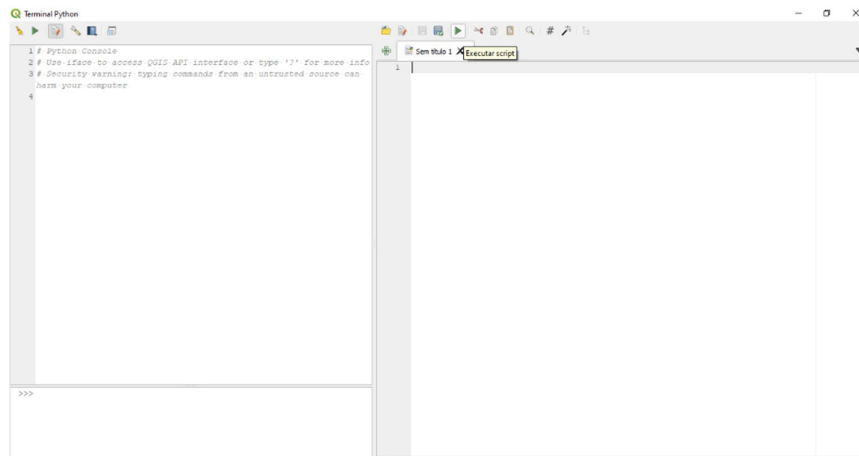 Terminal Python
Sem título 1
Executar script
1 # Python Console
2 # Use iface to access QGIS API interface or type '?' for more info
3 # Security warning: typing commands from an untrusted source can
harm your computer
4
>>>
1